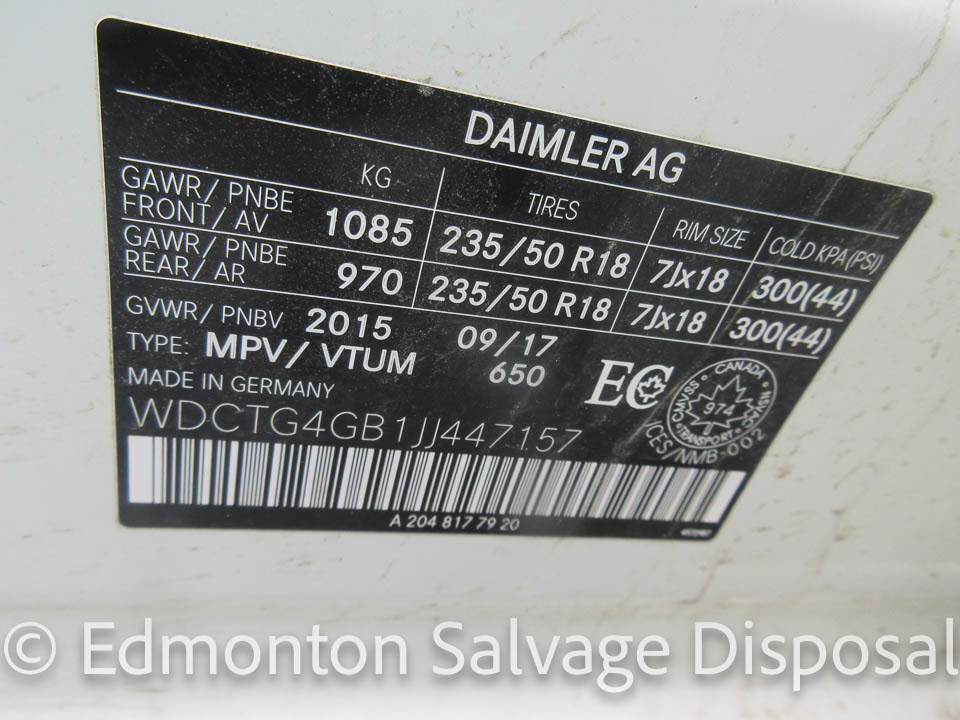 DAIMLER AG
KG TIRES RIM SIZE COLD KPA (PSI)
GAWR/ PNBE
FRONT/ AV 1085 235/50 R18 7Jx18 300(44)
GAWR/ PNBE
REAR/ AR 970 235/50 R18 7Jx18 300(44)
GVWR/ PNBV 2015 09/17
TYPE: MPV/ VTUM 650
MADE IN GERMANY
EC
CANADA
CMVSS NSVAC
974
TRANSPORT
ICES/NMB-002
WDCTG4GB1JJ447157
A 204 817 79 20
© Edmonton Salvage Disposal